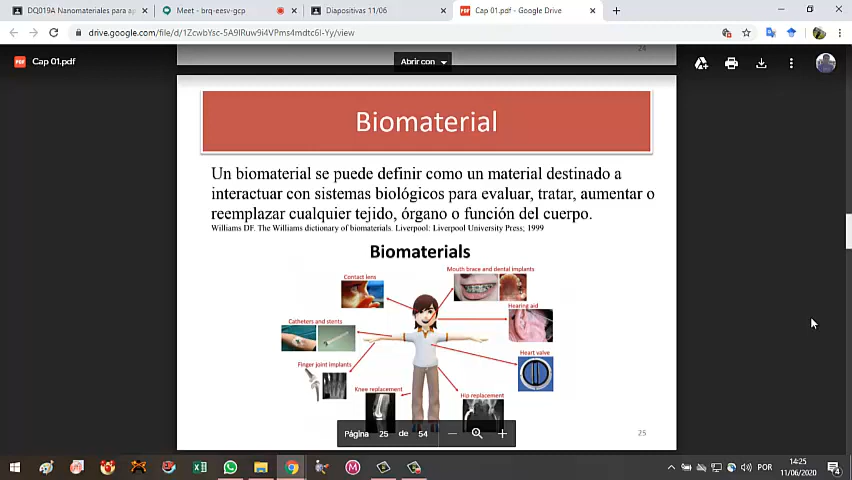 DQ019A Nanomateriales para ap
Meet - brq-eesv-gcp
Diapositivas 11/06
Cap 01.pdf - Google Drive
drive.google.com/file/d/1ZcwbYsc-5A9lRuw9i4VPms4mdtc6I-Yy/view
24
Cap 01.pdf
Abrir con
Biomaterial
Un biomaterial se puede definir como un material destinado a
interactuar con sistemas biológicos para evaluar, tratar, aumentar o
reemplazar cualquier tejido, órgano o función del cuerpo.
Williams DF. The Williams dictionary of biomaterials. Liverpool: Liverpool University Press; 1999
Biomaterials
Mouth brace and dental implants
Contact lens
Hearing aid
Catheters and stents
Heart valve
Finger joint implants
Knee replacement
Hip replacement
Página 25 de 54
25
POR
14:25
11/06/2020
4